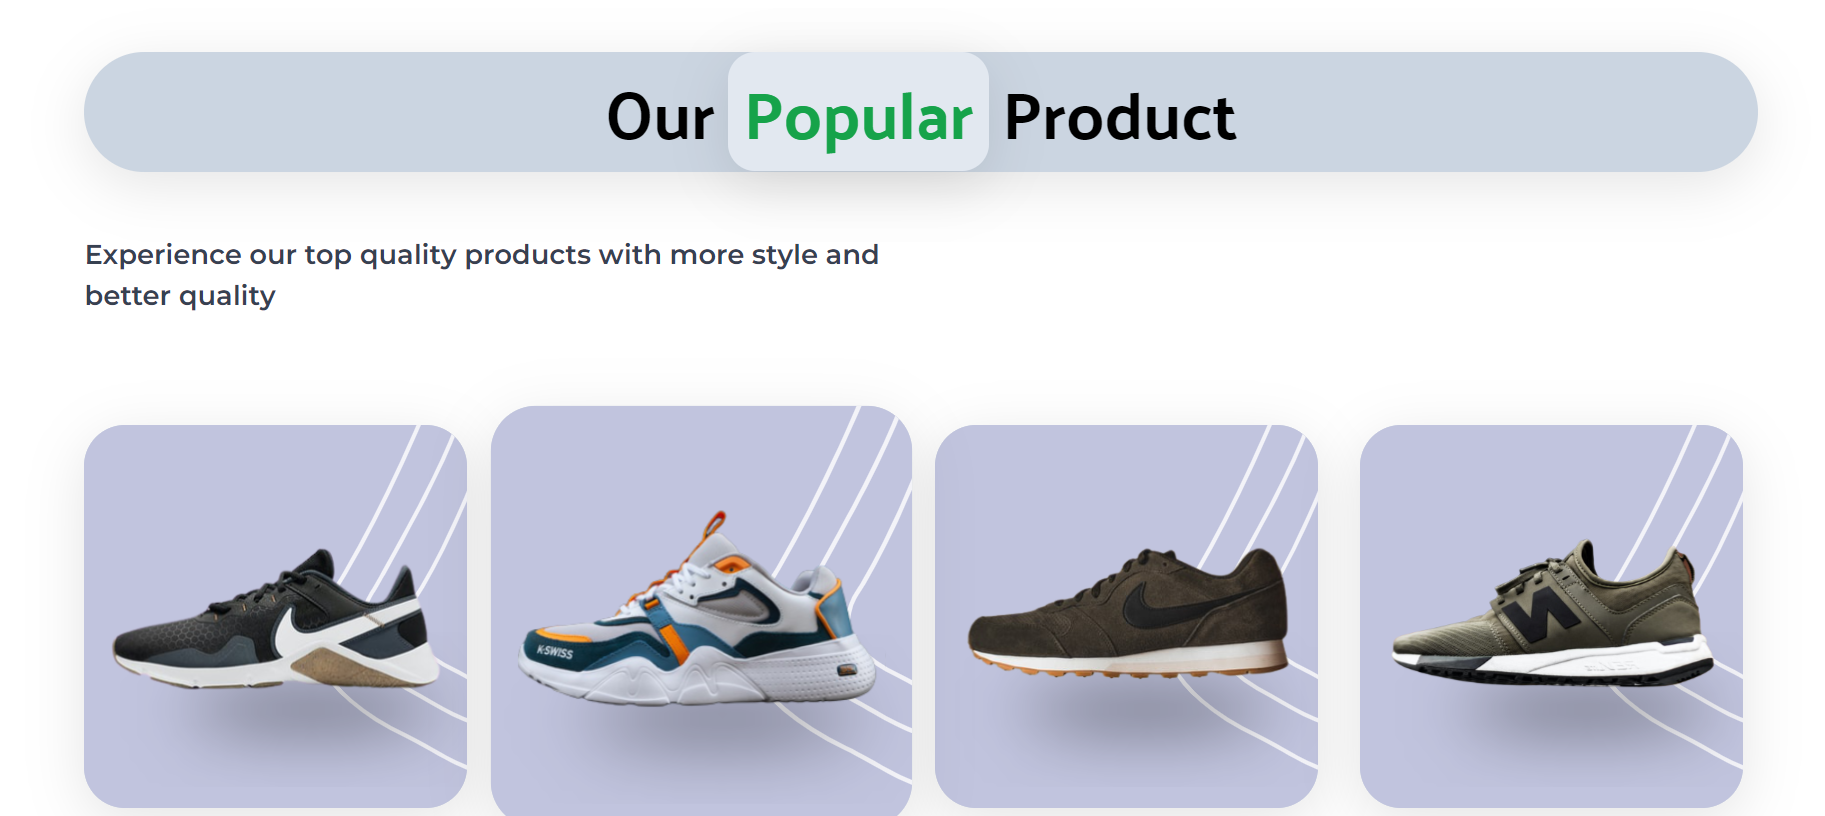 Our Popular Product
Experience our top quality products with more style and
better quality
K-SWISS